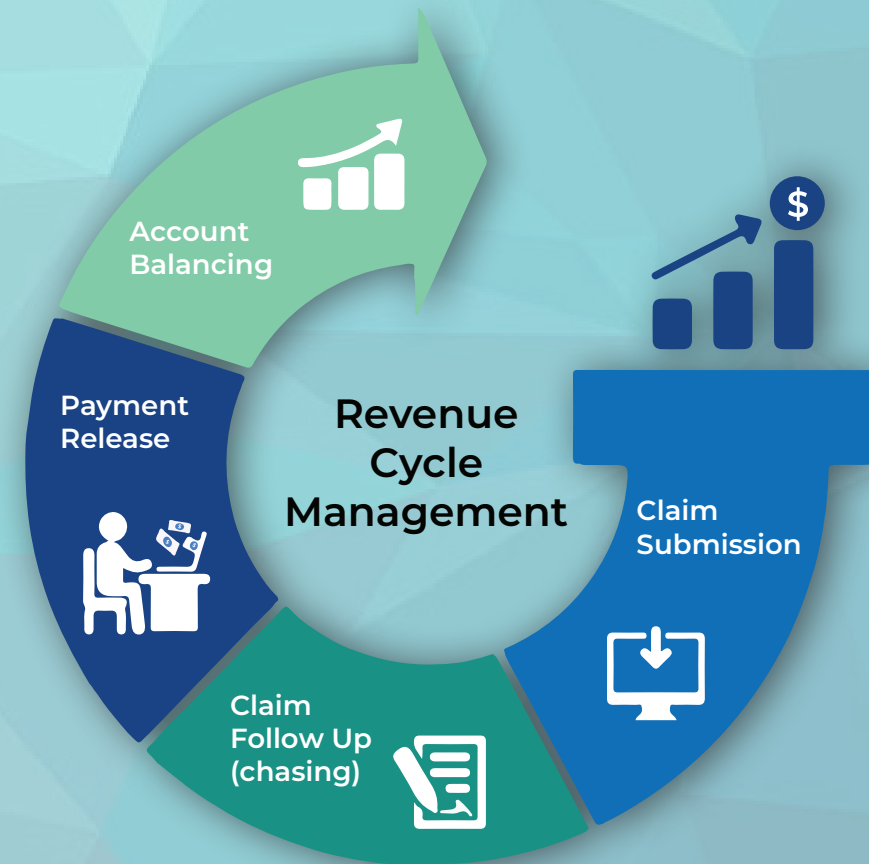 Revenue
Cycle
Management
Claim
Submission
Claim
Follow Up
(chasing)
Payment
Release
Account
Balancing
$